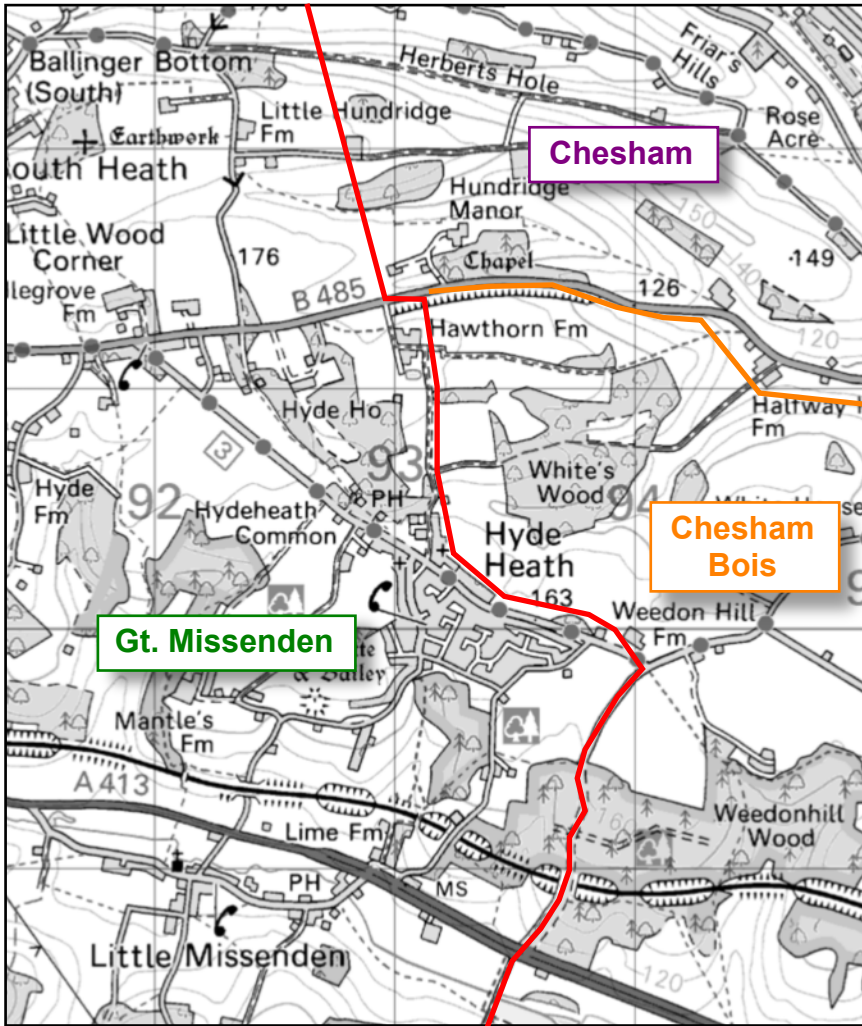 Ballinger Bottom
(South)
Herberts Hole
Friar's
Hills
Rose
Acre
Little Hundridge
Fm
Earthwork
outh Heath
Chesham
Hundridge
Manor
Little Wood
Corner
176
Chapel
150
140
149
126
B 485
llegrove
Fm
Hawthorn Fm
120
Hyde Ho
Halfway
Fm
3
93
White's
Wood
94
Hyde
Fm
92
PH
Hydeheath
Common
Hyde
Heath
Chesham
Bois
163
Weedon Hill
Fm
Gt. Missenden
& Bailey
Mantle's
Fm
A 413
Lime Fm
160
Weedonhill
Wood
PH
MS
Little Missenden
120